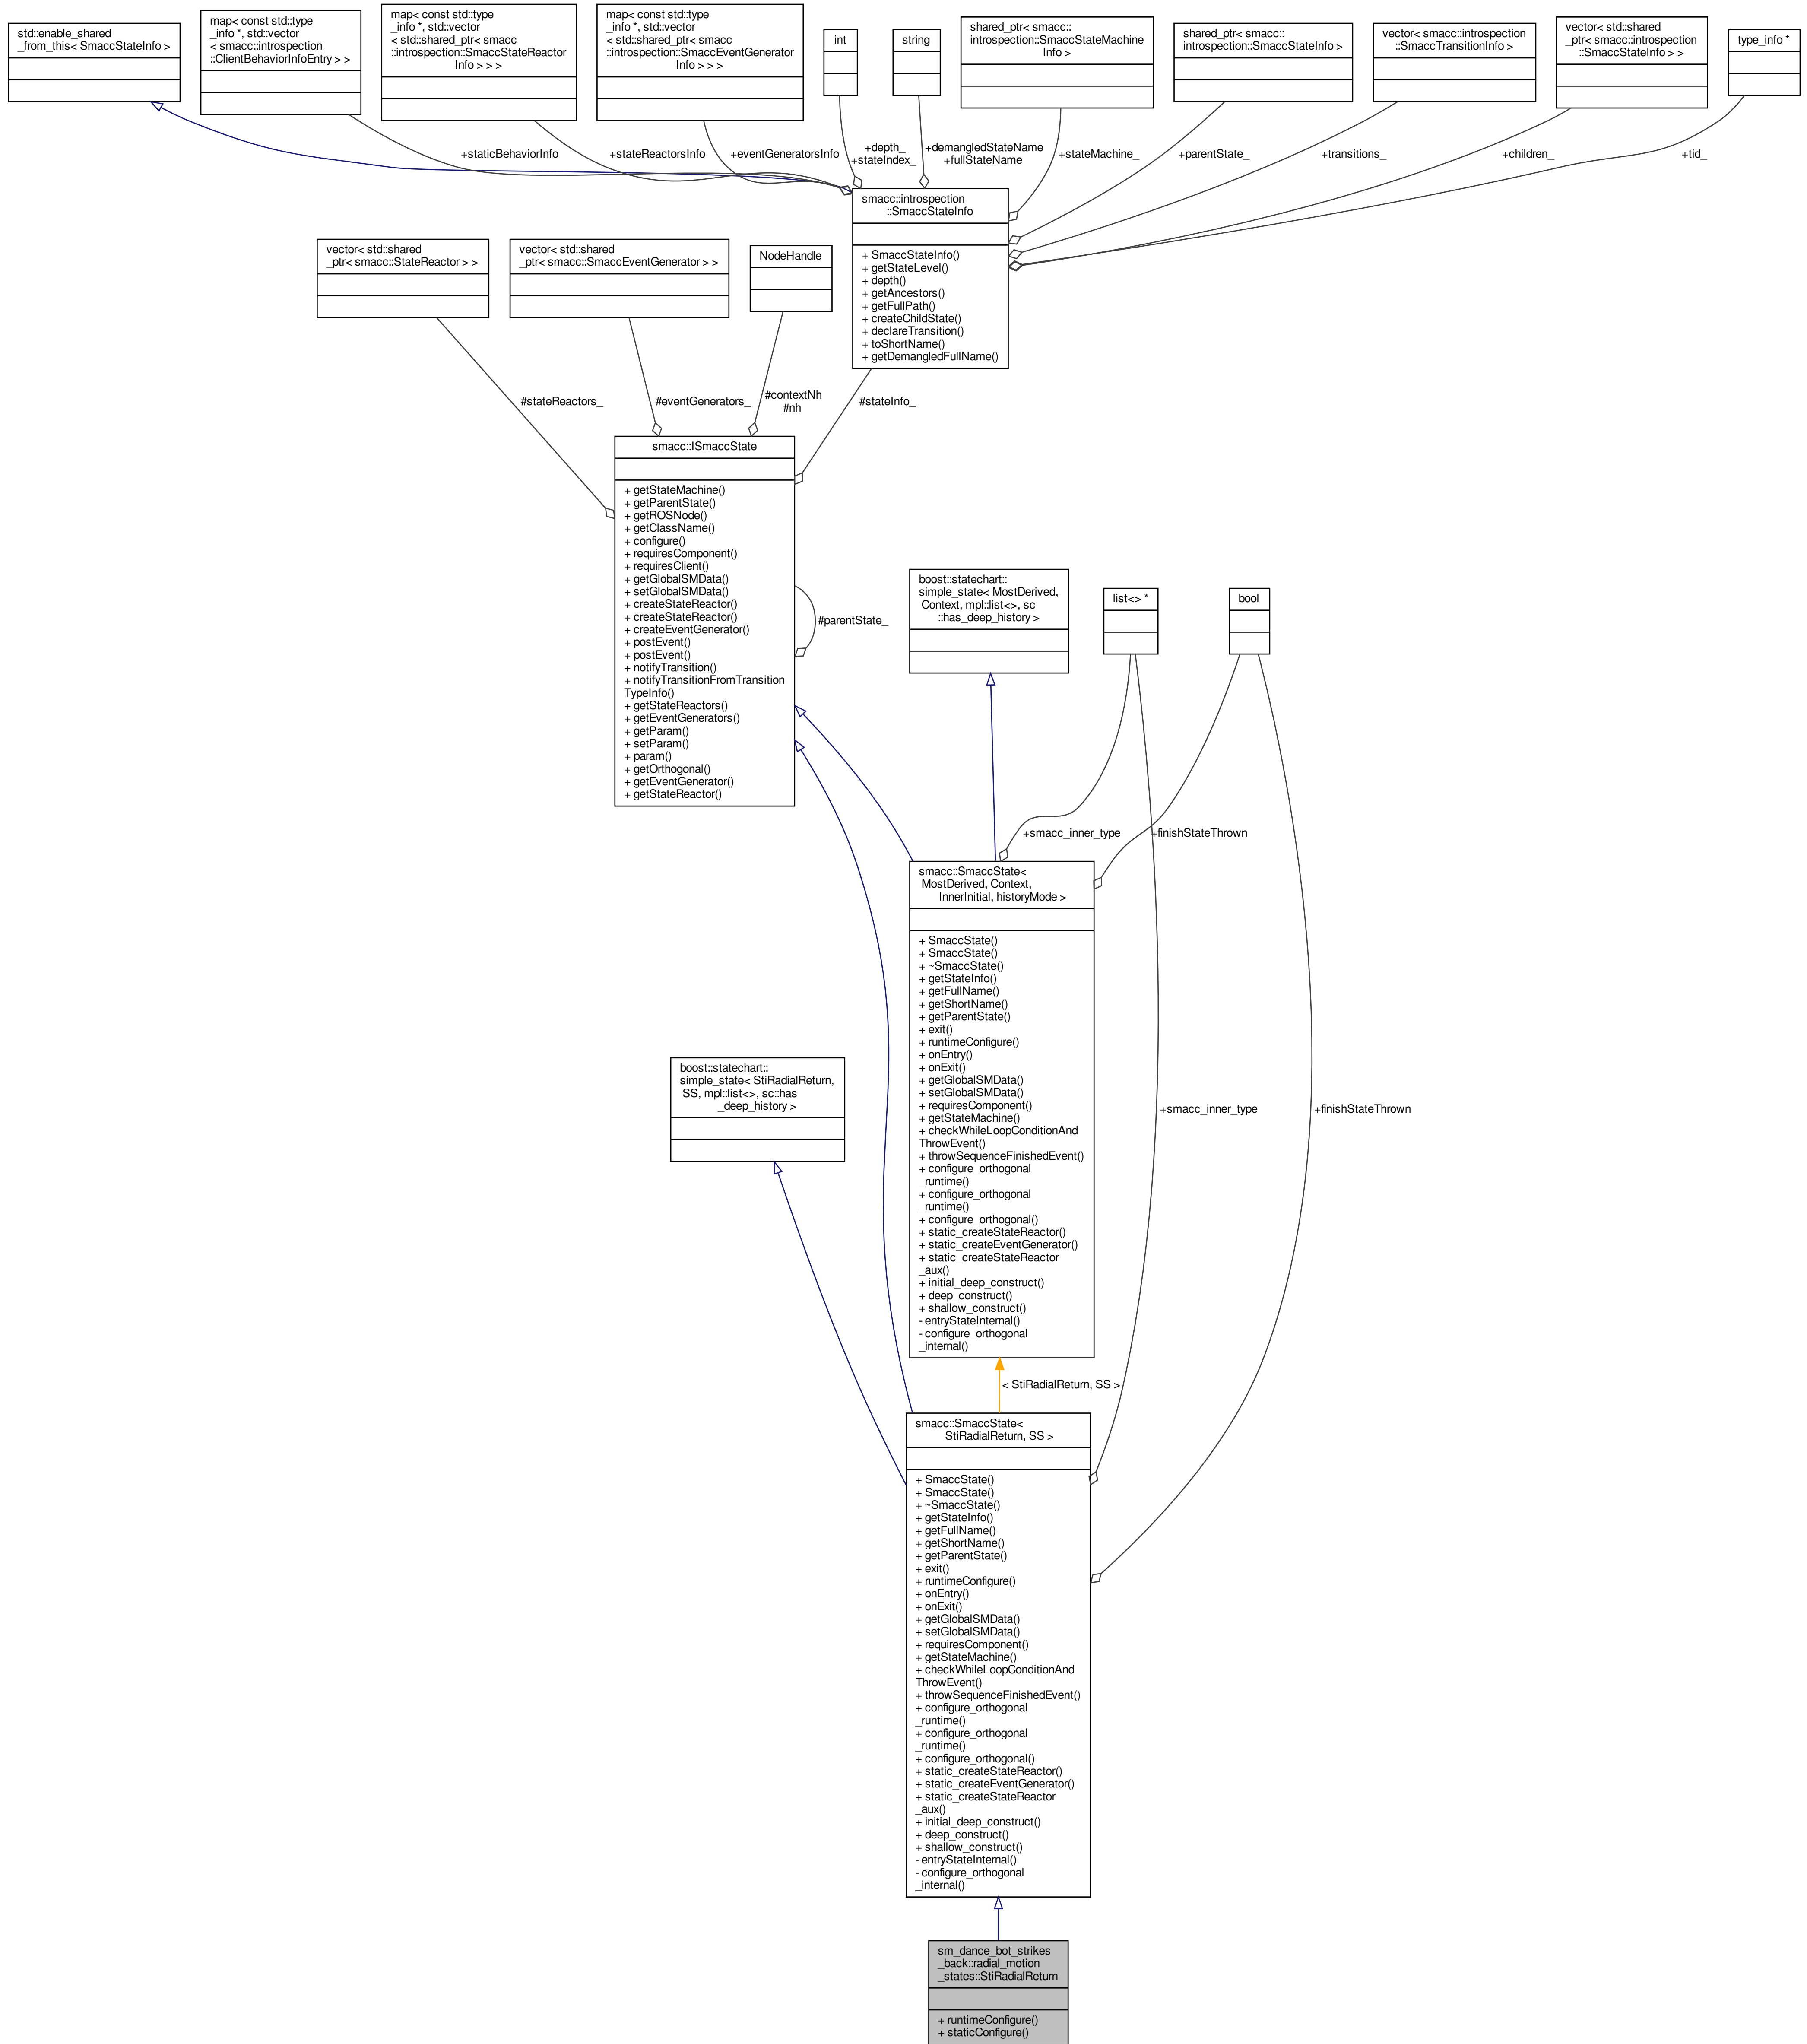 std::enable_shared
_from_this< SmaccStateInfo >
map< const std::type
_info *, std::vector
< smacc::introspection
::ClientBehaviorInfoEntry > >
map< const std::type
_info *, std::vector
< std::shared_ptr< smacc
::introspection::SmaccStateReactor
Info > > >
map< const std::type
_info *, std::vector
< std::shared_ptr< smacc
::introspection::SmaccEventGenerator
Info > > >
int
string
shared_ptr< smacc::
introspection::SmaccStateMachine
Info >
shared_ptr< smacc::
introspection::SmaccStateInfo >
vector< smacc::introspection
::SmaccTransitionInfo >
vector< std::shared
_ptr< smacc::introspection
::SmaccStateInfo > >
type_info *
+staticBehaviorInfo
+stateReactorsInfo
+eventGeneratorsInfo
+depth_
+stateIndex_
+demangledStateName
+fullStateName
+stateMachine_
+parentState_
+transitions_
+children_
+tid_
smacc::introspection
::SmaccStateInfo
+ SmaccStateInfo()
+ getStateLevel()
+ depth()
+ getAncestors()
+ getFullPath()
+ createChildState()
+ declareTransition()
+ toShortName()
+ getDemangledFullName()
vector< std::shared
_ptr< smacc::StateReactor > >
vector< std::shared
_ptr< smacc::SmaccEventGenerator > >
NodeHandle
#stateReactors_
#eventGenerators_
#contextNh
#nh
#stateInfo_
smacc::ISmaccState
+ getStateMachine()
+ getParentState()
+ getROSNode()
+ getClassName()
+ configure()
+ requiresComponent()
+ requiresClient()
+ getGlobalSMData()
+ setGlobalSMData()
+ createStateReactor()
+ createStateReactor()
+ createEventGenerator()
+ postEvent()
+ postEvent()
+ notifyTransition()
+ notifyTransitionFromTransition
TypeInfo()
+ getStateReactors()
+ getEventGenerators()
+ getParam()
+ setParam()
+ param()
+ getOrthogonal()
+ getEventGenerator()
+ getStateReactor()
#parentState_
boost::statechart::
simple_state< MostDerived,
Context, mpl::list<>, sc
::has_deep_history >
list<> *
bool
+smacc_inner_type
+finishStateThrown
smacc::SmaccState<
MostDerived, Context,
InnerInitial, historyMode >
+ SmaccState()
+ SmaccState()
+ ~SmaccState()
+ getStateInfo()
+ getFullName()
+ getShortName()
+ getParentState()
+ exit()
+ runtimeConfigure()
+ onEntry()
+ onExit()
+ getGlobalSMData()
+ setGlobalSMData()
+ requiresComponent()
+ getStateMachine()
+ checkWhileLoopConditionAnd
ThrowEvent()
+ throwSequenceFinishedEvent()
+ configure_orthogonal
_runtime()
+ configure_orthogonal
_runtime()
+ configure_orthogonal()
+ static_createStateReactor()
+ static_createEventGenerator()
+ static_createStateReactor
_aux()
+ initial_deep_construct()
+ deep_construct()
+ shallow_construct()
- entryStateInternal()
- configure_orthogonal
_internal()
boost::statechart::
simple_state< StiRadialReturn,
SS, mpl::list<>, sc::has
_deep_history >
+smacc_inner_type
+finishStateThrown
< StiRadialReturn, SS >
smacc::SmaccState<
StiRadialReturn, SS >
+ SmaccState()
+ SmaccState()
+ ~SmaccState()
+ getStateInfo()
+ getFullName()
+ getShortName()
+ getParentState()
+ exit()
+ runtimeConfigure()
+ onEntry()
+ onExit()
+ getGlobalSMData()
+ setGlobalSMData()
+ requiresComponent()
+ getStateMachine()
+ checkWhileLoopConditionAnd
ThrowEvent()
+ throwSequenceFinishedEvent()
+ configure_orthogonal
_runtime()
+ configure_orthogonal
_runtime()
+ configure_orthogonal()
+ static_createStateReactor()
+ static_createEventGenerator()
+ static_createStateReactor
_aux()
+ initial_deep_construct()
+ deep_construct()
+ shallow_construct()
- entryStateInternal()
- configure_orthogonal
_internal()
sm_dance_bot_strikes
_back::radial_motion
_states::StiRadialReturn
+ runtimeConfigure()
+ staticConfigure()